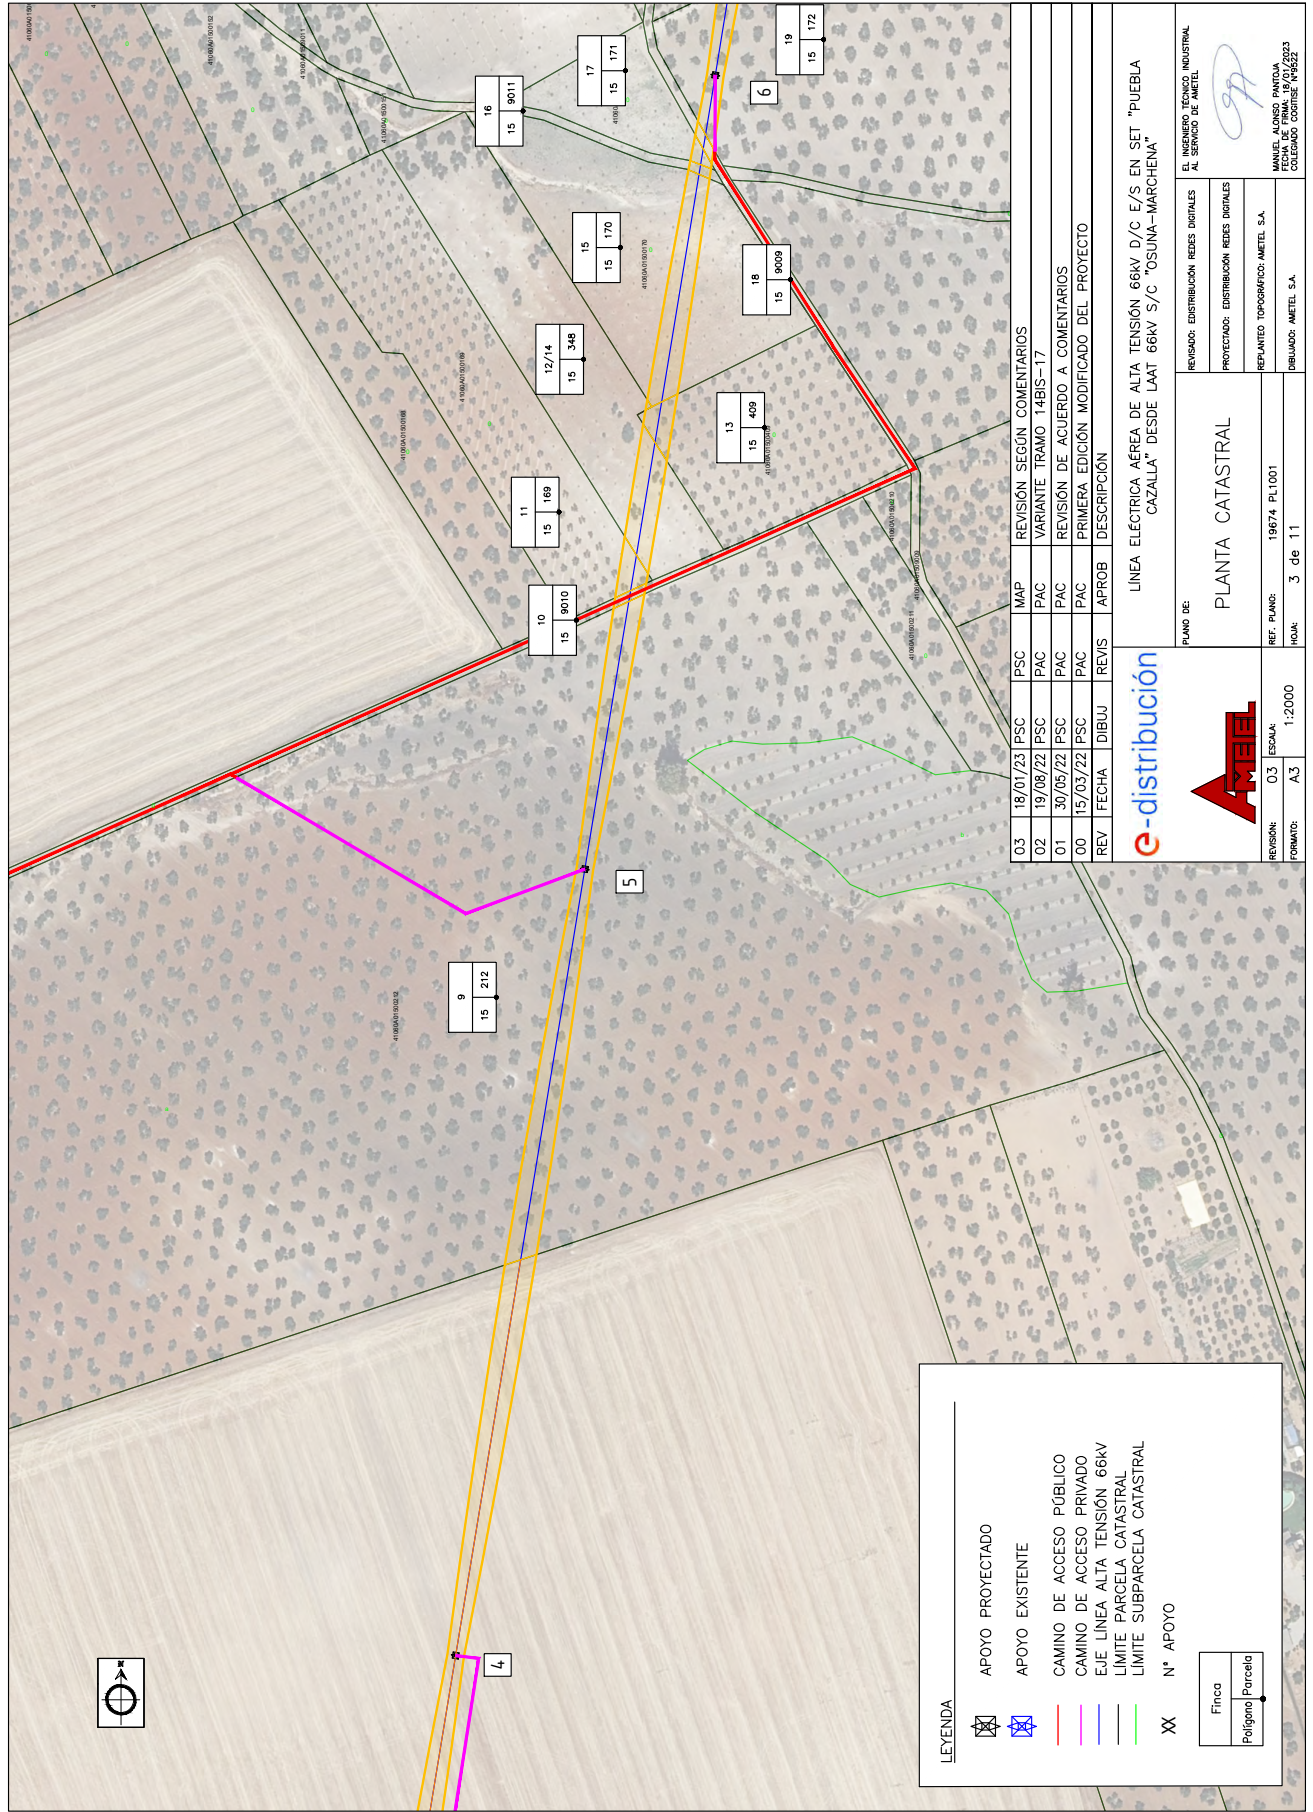 4
5
6
9
15 212
10
15 9010
11
15 169
12/14
15 348
13
15 409
15
15 170
16
15 9011
17
15 171
18
15 9009
19
15 172
41060A01500212
41060A01500168
41060A01500169
41060A01500170
41060A01500210
41060A01500211
LEYENDA
APOYO PROYECTADO
APOYO EXISTENTE
CAMINO DE ACCESO PÚBLICO
CAMINO DE ACCESO PRIVADO
EJE LÍNEA ALTA TENSIÓN 66kV
LÍMITE PARCELA CATASTRAL
LÍMITE SUBPARCELA CATASTRAL
XX Nº APOYO
Finca
Polígono Parcela
03 18/01/23 PSC PSC MAP REVISIÓN SEGÚN COMENTARIOS
02 19/08/22 PSC PAC PAC VARIANTE TRAMO 14BIS-17
01 30/05/22 PSC PAC PAC REVISIÓN DE ACUERDO A COMENTARIOS
00 15/03/22 PSC PAC PAC PRIMERA EDICIÓN MODIFICADO DEL PROYECTO
REV FECHA DIBUJ REVIS APROB DESCRIPCIÓN
e-distribución
AMETEL
LÍNEA ELÉCTRICA AEREA DE ALTA TENSIÓN 66kV D/C E/S EN SET "PUEBLA
CAZALLA" DESDE LAAT 66kV S/C "OSUNA-MARCHENA"
PLANO DE:
PLANTA CATASTRAL
REVISADO: EDISTRIBUCIÓN REDES DIGITALES
PROYECTADO: EDISTRIBUCIÓN REDES DIGITALES
REPLANTEO TOPOGRÁFICO: AMETEL S.A.
DIBUJADO: AMETEL S.A.
EL INGENIERO TÉCNICO INDUSTRIAL
AL SERVICIO DE AMETEL
MANUEL ALONSO PANTOJA
FECHA DE FIRMA: 18/01/2023
COLEGIADO COGITISE Nº9522
REVISIÓN: 03
ESCALA: 1:2000
REF. PLANO: 19674 PL1001
FORMATO: A3
HOJA: 3 de 11